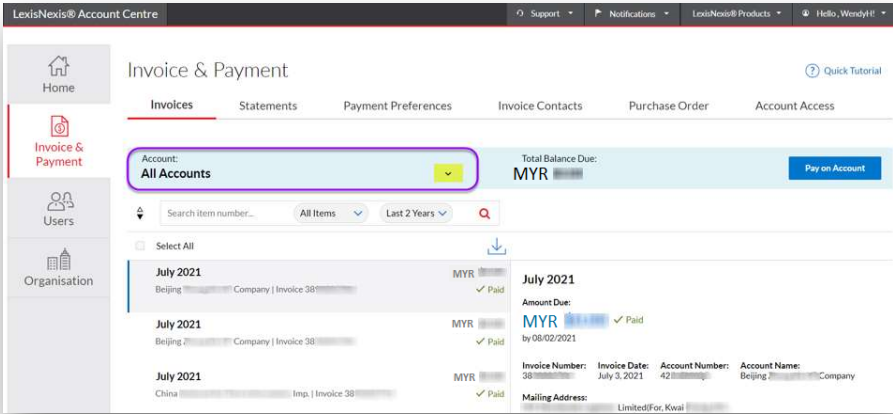 LexisNexis® Account Centre
Support
Notifications
LexisNexis® Products
Hello, WendyH!
Home
Invoice & Payment
Users
Organisation
Invoice & Payment
Quick Tutorial
Invoices
Statements
Payment Preferences
Invoice Contacts
Purchase Order
Account Access
Account:
All Accounts
Total Balance Due:
MYR
Pay on Account
Search item number...
All Items
Last 2 Years
Select All
July 2021
MYR
Beijing Company | Invoice 38
Paid
July 2021
MYR
Beijing Company | Invoice 38
Paid
July 2021
MYR
China Imp. | Invoice 38
Paid
July 2021
Amount Due:
MYR
Paid
by 08/02/2021
Invoice Number: Invoice Date: Account Number: Account Name:
38 July 3, 2021 42 Beijing Company
Mailing Address:
Limited(For, Kwai